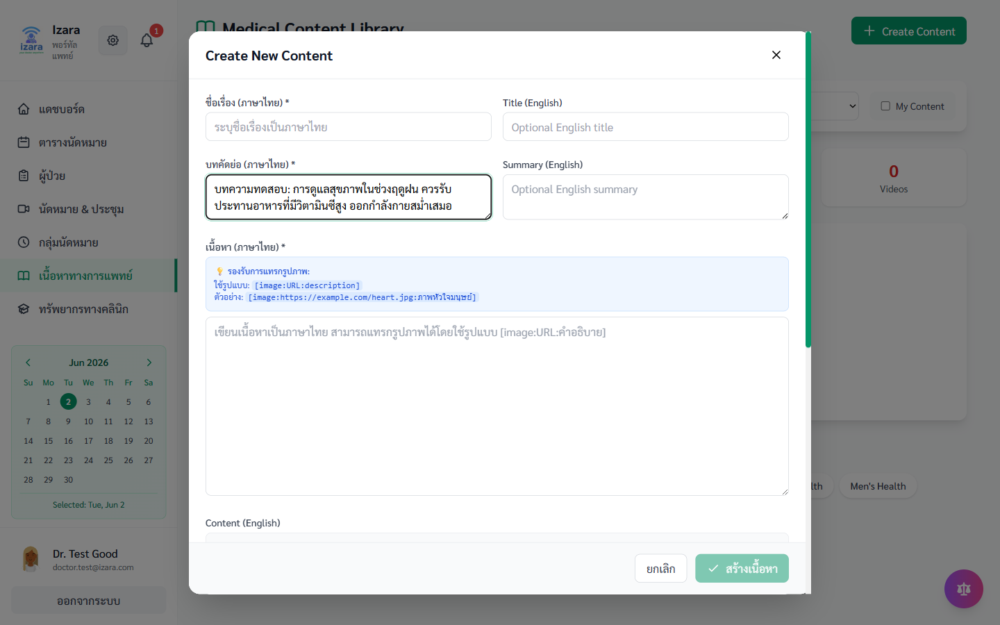 izara
Izara
พอร์ทัล
แพทย์
1
Medical Content Library
Create Content
แดชบอร์ด
ตารางนัดหมาย
ผู้ป่วย
นัดหมาย & ประชุม
กลุ่มนัดหมาย
เนื้อหาทางการแพทย์
ทรัพยากรทางคลินิก
Jun 2026
Su Mo Tu We Th Fr Sa
1 2 3 4 5 6
7 8 9 10 11 12 13
14 15 16 17 18 19 20
21 22 23 24 25 26 27
28 29 30
Selected: Tue, Jun 2
Dr. Test Good
doctor.test@izara.com
ออกจากระบบ
Create New Content
ชื่อเรื่อง (ภาษาไทย) *
Title (English)
ระบุชื่อเรื่องเป็นภาษาไทย
Optional English title
บทคัดย่อ (ภาษาไทย) *
Summary (English)
บทความทดสอบ: การดูแลสุขภาพในช่วงฤดูฝน ควรรับ
ประทานอาหารที่มีวิตามินซีสูง ออกกำลังกายสม่ำเสมอ
Optional English summary
เนื้อหา (ภาษาไทย) *
💡 รองรับการแทรกรูปภาพ:
ใช้รูปแบบ: [image:URL:description]
ตัวอย่าง: [image:https://example.com/heart.jpg:ภาพหัวใจมนุษย์]
เขียนเนื้อหาเป็นภาษาไทย สามารถแทรกรูปภาพได้โดยใช้รูปแบบ [image:URL:คำอธิบาย]
Content (English)
ยกเลิก
สร้างเนื้อหา
My Content
0
Videos
lth
Men's Health